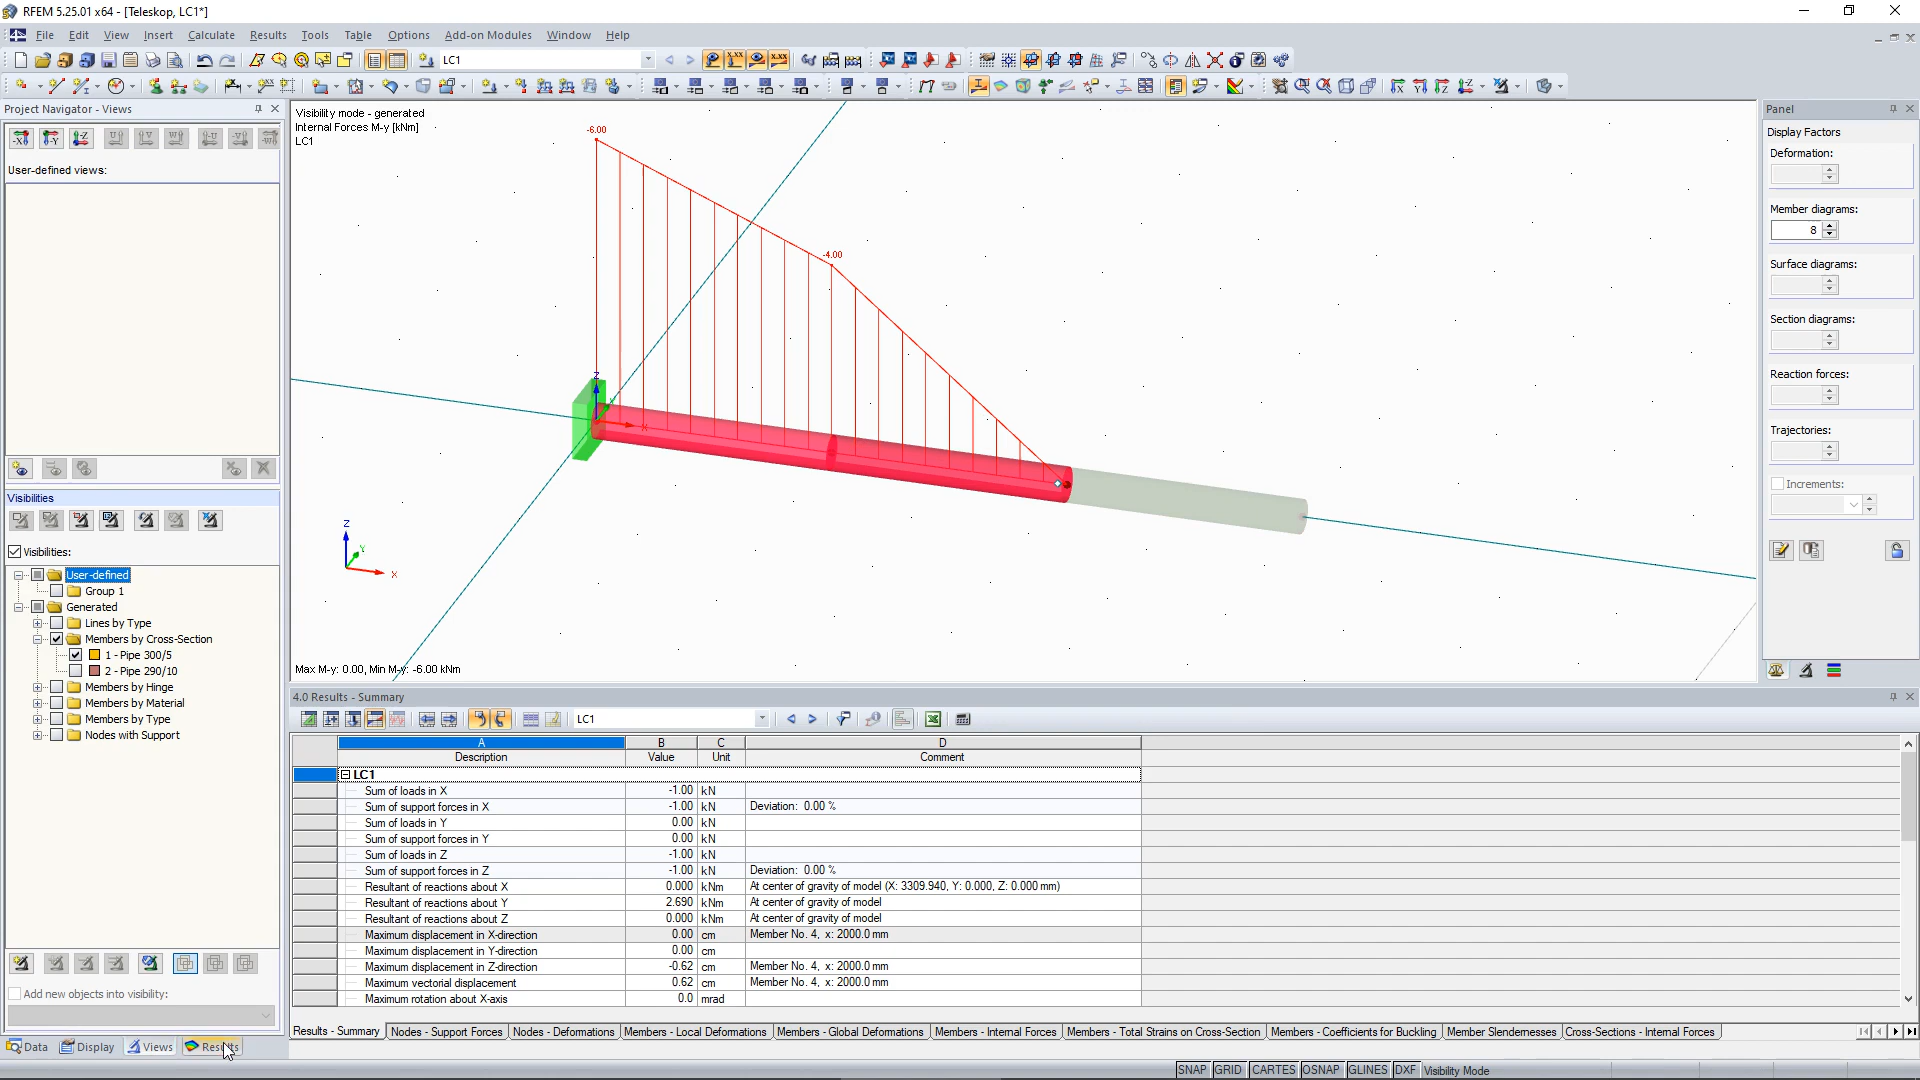 RFEM 5.25.01 x64 - [Teleskop, LC1*]
File Edit View Insert Calculate Results Tools Table Options Add-on Modules Window Help
LC1
Project Navigator - Views
User-defined views:
Visibilities
Visibilities:
User-defined
Group 1
Generated
Lines by Type
Members by Cross-Section
1 - Pipe 300/5
2 - Pipe 290/10
Members by Hinge
Members by Material
Members by Type
Nodes with Support
Add new objects into visibility:
Data Display Views Results
Visibility mode - generated
Internal Forces M-y [kNm]
LC1
-6.00
-4.00
Z
X
Z
Y
X
Max M-y: 0.00, Min M-y: -6.00 kNm
Panel
Display Factors
Deformation:
Member diagrams:
8
Surface diagrams:
Section diagrams:
Reaction forces:
Trajectories:
Increments:
4.0 Results - Summary
LC1
A B C D
Description Value Unit Comment
LC1
Sum of loads in X -1.00 kN
Sum of support forces in X -1.00 kN Deviation: 0.00 %
Sum of loads in Y 0.00 kN
Sum of support forces in Y 0.00 kN
Sum of loads in Z -1.00 kN
Sum of support forces in Z -1.00 kN Deviation: 0.00 %
Resultant of reactions about X 0.000 kNm At center of gravity of model (X: 3309.940, Y: 0.000, Z: 0.000 mm)
Resultant of reactions about Y 2.690 kNm At center of gravity of model
Resultant of reactions about Z 0.000 kNm At center of gravity of model
Maximum displacement in X-direction 0.00 cm Member No. 4, x: 2000.0 mm
Maximum displacement in Y-direction 0.00 cm
Maximum displacement in Z-direction -0.62 cm Member No. 4, x: 2000.0 mm
Maximum vectorial displacement 0.62 cm Member No. 4, x: 2000.0 mm
Maximum rotation about X-axis 0.0 mrad
Results - Summary Nodes - Support Forces Nodes - Deformations Members - Local Deformations Members - Global Deformations Members - Internal Forces Members - Total Strains on Cross-Section Members - Coefficients for Buckling Member Slendernesses Cross-Sections - Internal Forces
SNAP GRID CARTES OSNAP GLINES DXF Visibility Mode